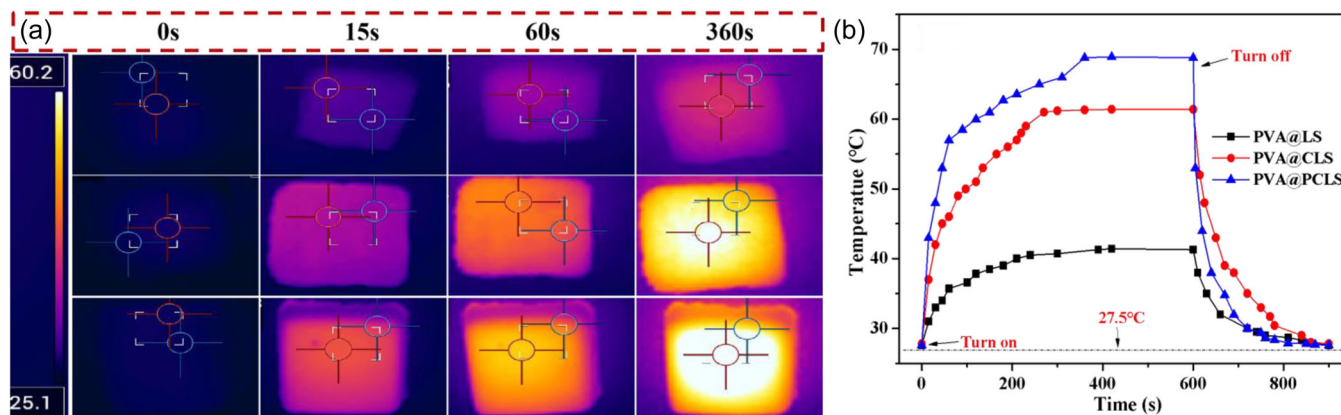 (a) 0s 15s 60s 360s
60.2
25.1
(b)
Temperatue (℃)
70
60
50
40
30
Turn off
PVA@LS
PVA@CLS
PVA@PCLS
27.5℃
Turn on
0 200 400 600 800
Time (s)